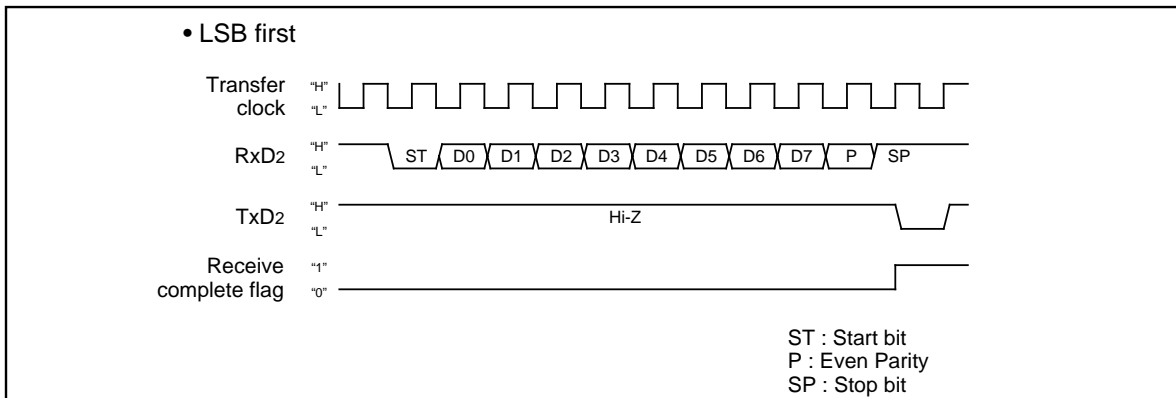 • LSB first
Transfer
clock
“H”
“L”
RxD2
“H”
“L”
ST D0 D1 D2 D3 D4 D5 D6 D7 P SP
TxD2
“H”
“L”
Hi-Z
Receive
complete flag
“1”
“0”
ST : Start bit
P : Even Parity
SP : Stop bit